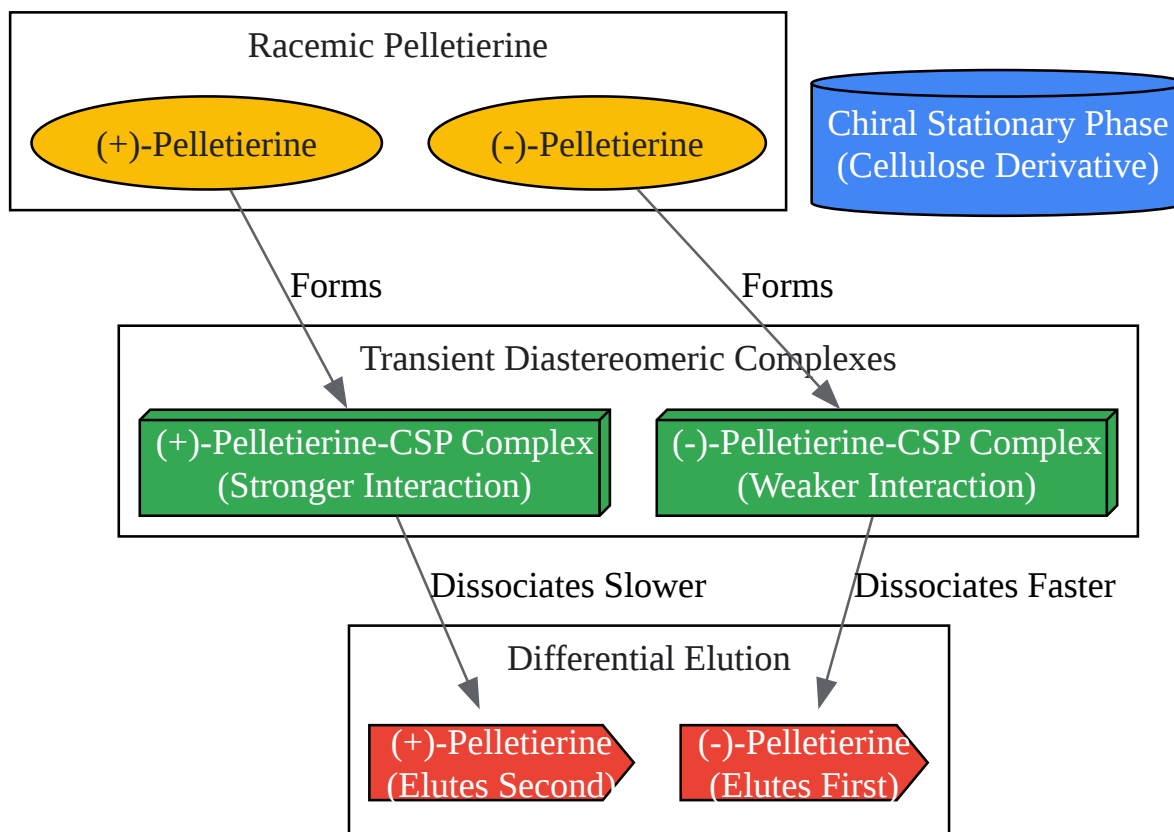 Racemic Pelletierine
(+)-Pelletierine
(-)-Pelletierine
Chiral Stationary Phase
(Cellulose Derivative)
Forms
Forms
Transient Diastereomeric Complexes
(+)-Pelletierine-CSP Complex
(Stronger Interaction)
(-)-Pelletierine-CSP Complex
(Weaker Interaction)
Dissociates Slower
Dissociates Faster
Differential Elution
(+)-Pelletierine
(Elutes Second)
(-)-Pelletierine
(Elutes First)